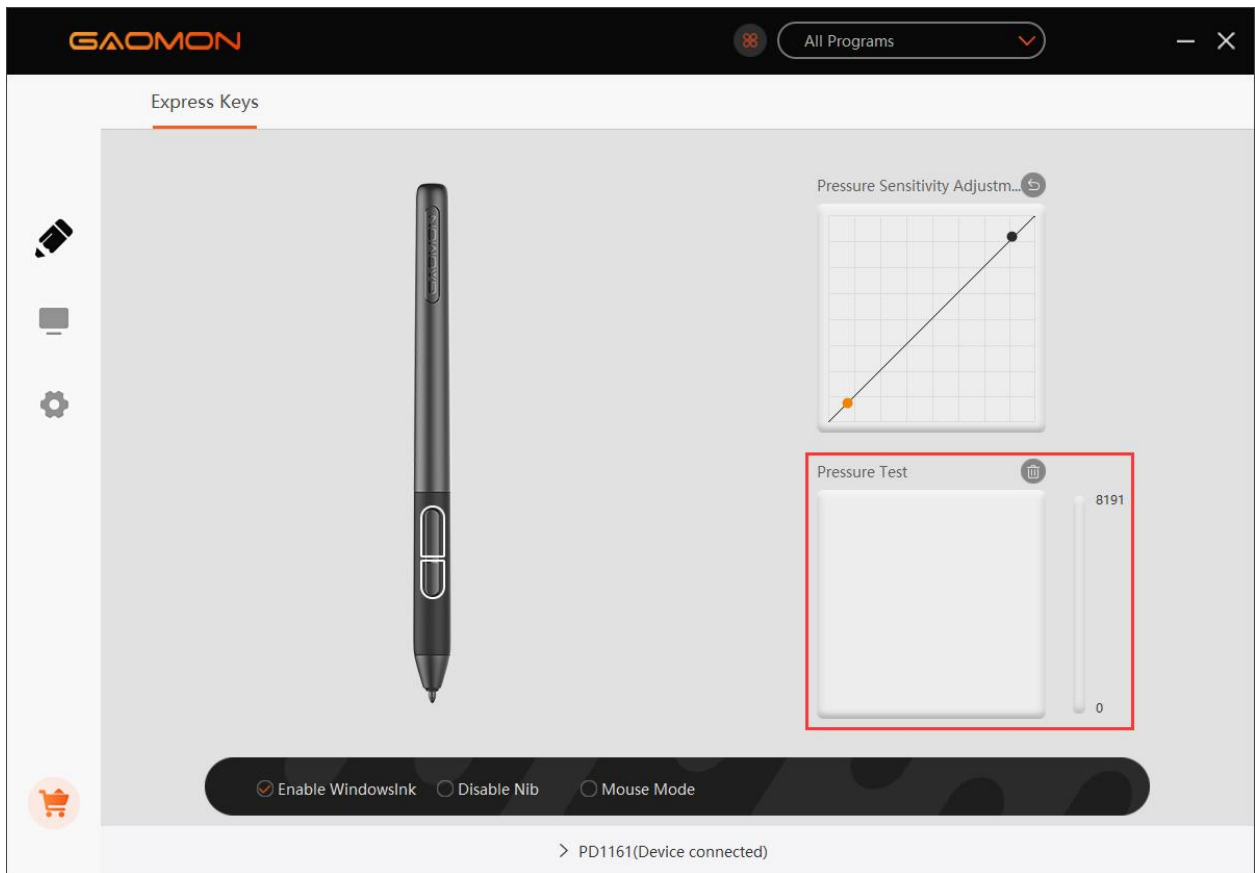 GAOMON
All Programs
Express Keys
GAOMON
Pressure Sensitivity Adjustm...
Pressure Test
8191
0
Enable WindowsInk
Disable Nib
Mouse Mode
PD1161(Device connected)